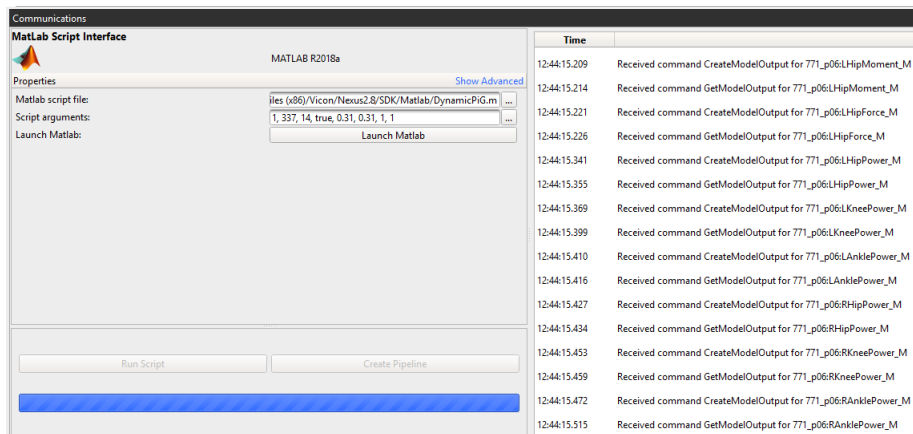 Communications
MatLab Script Interface
MATLAB R2018a
Properties
Show Advanced
Matlab script file:
iles (x86)/Vicon/Nexus2.8/SDK/Matlab/DynamicPiG.m
...
Script arguments:
1, 337, 14, true, 0.31, 0.31, 1, 1
...
Launch Matlab:
Launch Matlab
Run Script
Create Pipeline
Time
12:44:15.209 Received command CreateModelOutput for 771_p06:LHipMoment_M
12:44:15.214 Received command GetModelOutput for 771_p06:LHipMoment_M
12:44:15.221 Received command CreateModelOutput for 771_p06:LHipForce_M
12:44:15.226 Received command GetModelOutput for 771_p06:LHipForce_M
12:44:15.341 Received command CreateModelOutput for 771_p06:LHipPower_M
12:44:15.355 Received command GetModelOutput for 771_p06:LHipPower_M
12:44:15.369 Received command CreateModelOutput for 771_p06:LKneePower_M
12:44:15.399 Received command GetModelOutput for 771_p06:LKneePower_M
12:44:15.410 Received command CreateModelOutput for 771_p06:LAnklePower_M
12:44:15.416 Received command GetModelOutput for 771_p06:LAnklePower_M
12:44:15.427 Received command CreateModelOutput for 771_p06:RHipPower_M
12:44:15.434 Received command GetModelOutput for 771_p06:RHipPower_M
12:44:15.453 Received command CreateModelOutput for 771_p06:RKneePower_M
12:44:15.459 Received command GetModelOutput for 771_p06:RKneePower_M
12:44:15.472 Received command CreateModelOutput for 771_p06:RAnklePower_M
12:44:15.515 Received command GetModelOutput for 771_p06:RAnklePower_M